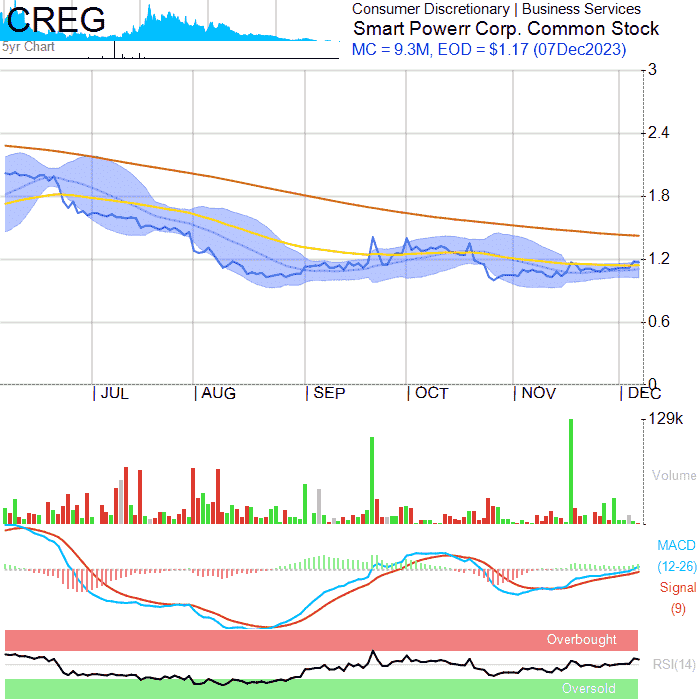 CREG
5yr Chart
Consumer Discretionary | Business Services
Smart Powerr Corp. Common Stock
MC = 9.3M, EOD = $1.17 (07Dec2023)
3
2.4
1.8
1.2
0.6
0
JUL
AUG
SEP
OCT
NOV
DEC
129k
Volume
MACD
(12-26)
Signal
(9)
Overbought
RSI(14)
Oversold